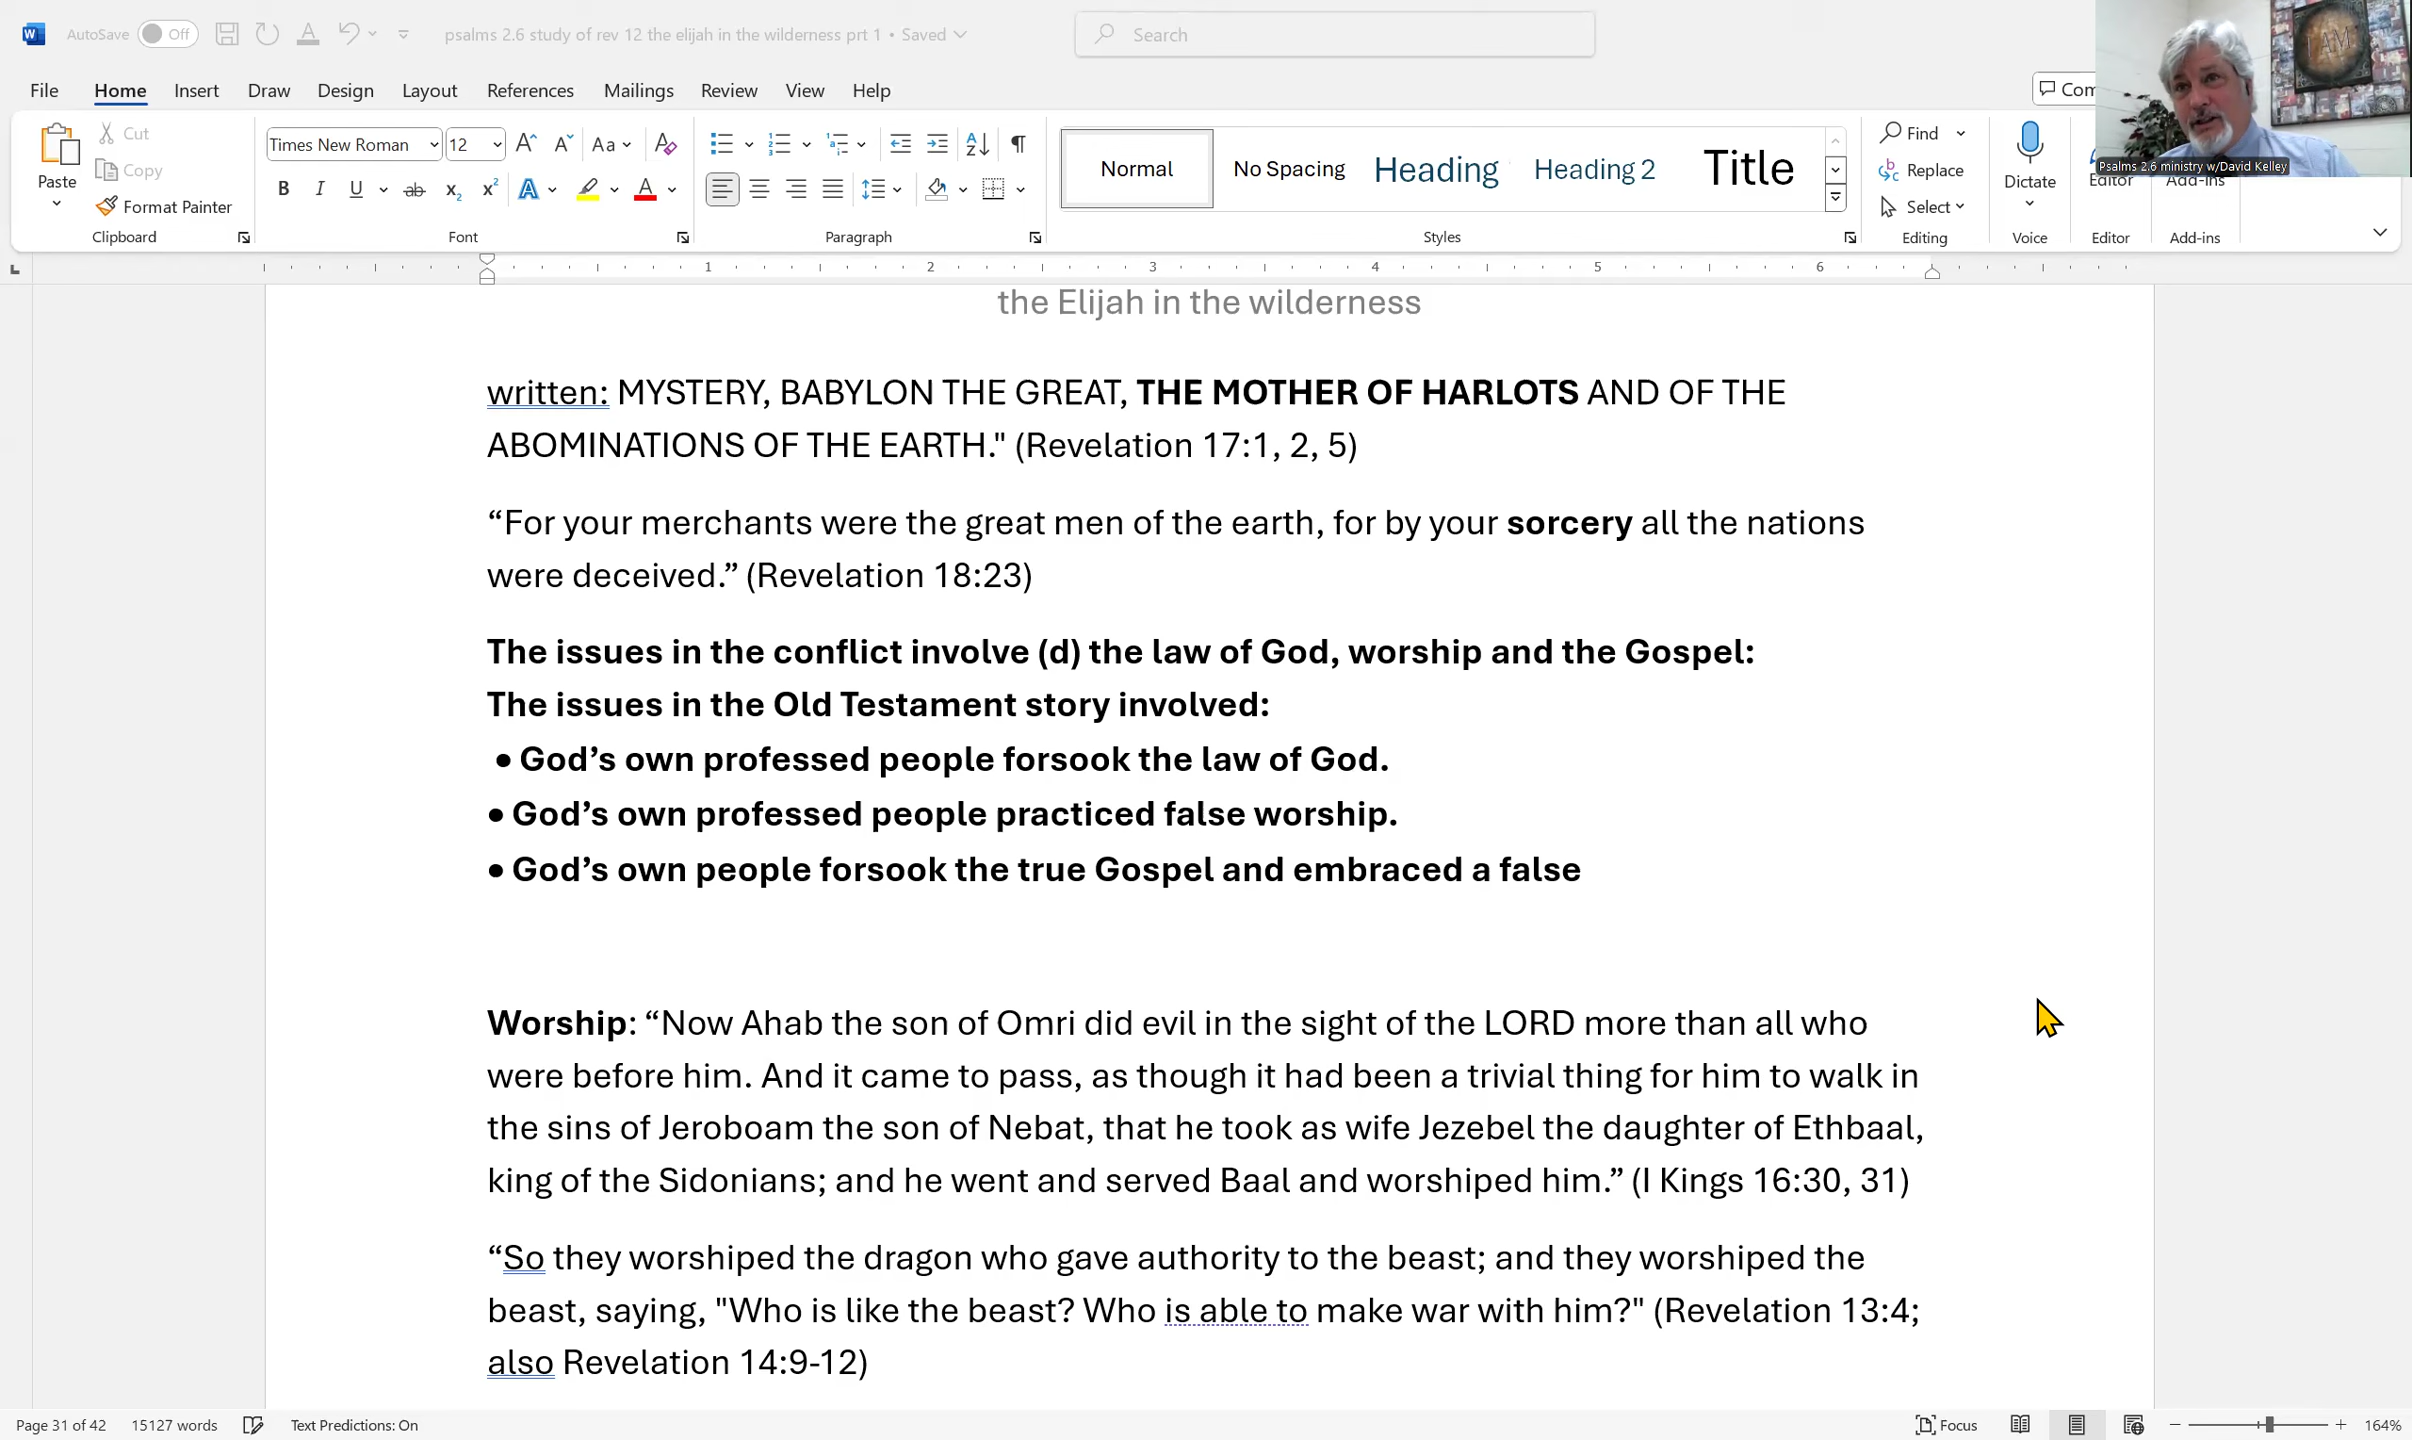 AutoSave Off psalms 2.6 study of rev 12 the elijah in the wilderness prt 1 • Saved Search
File Home Insert Draw Design Layout References Mailings Review View Help
Paste Cut Copy Format Painter Clipboard
Times New Roman 12 Font
Paragraph
Normal No Spacing Heading Heading 2 Title Styles
Find Replace Select Editing
Dictate Voice
Editor Editor
Add-ins Add-ins
I AM
Psalms 2.6 ministry w/David Kelley
1 2 3 4 5 6
the Elijah in the wilderness
written: MYSTERY, BABYLON THE GREAT, THE MOTHER OF HARLOTS AND OF THE
ABOMINATIONS OF THE EARTH." (Revelation 17:1, 2, 5)
“For your merchants were the great men of the earth, for by your sorcery all the nations
were deceived.” (Revelation 18:23)
The issues in the conflict involve (d) the law of God, worship and the Gospel:
The issues in the Old Testament story involved:
• God’s own professed people forsook the law of God.
• God’s own professed people practiced false worship.
• God’s own people forsook the true Gospel and embraced a false
Worship: “Now Ahab the son of Omri did evil in the sight of the LORD more than all who
were before him. And it came to pass, as though it had been a trivial thing for him to walk in
the sins of Jeroboam the son of Nebat, that he took as wife Jezebel the daughter of Ethbaal,
king of the Sidonians; and he went and served Baal and worshiped him.” (I Kings 16:30, 31)
“So they worshiped the dragon who gave authority to the beast; and they worshiped the
beast, saying, "Who is like the beast? Who is able to make war with him?" (Revelation 13:4;
also Revelation 14:9-12)
Page 31 of 42 15127 words Text Predictions: On Focus 164%